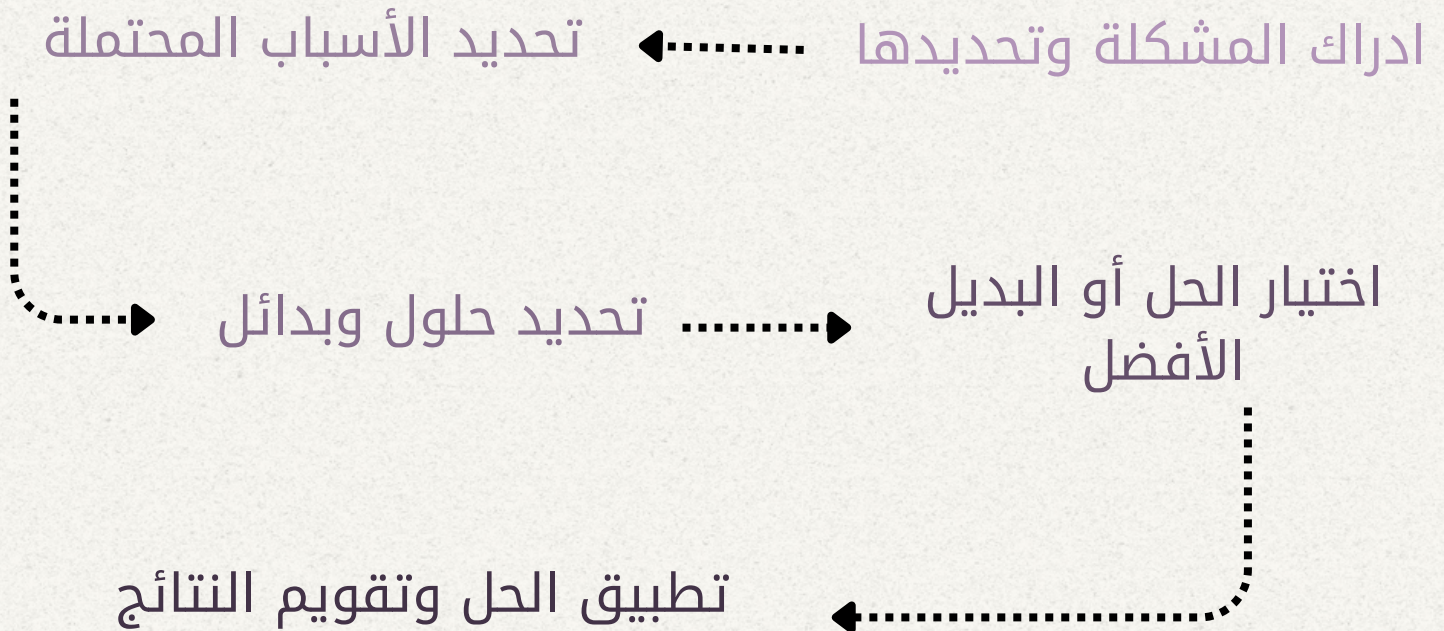 ادراك المشكلة وتحديدها
تحديد الأسباب المحتملة
تحديد حلول وبدائل
اختيار الحل أو البديل
الأفضل
تطبيق الحل وتقويم النتائج